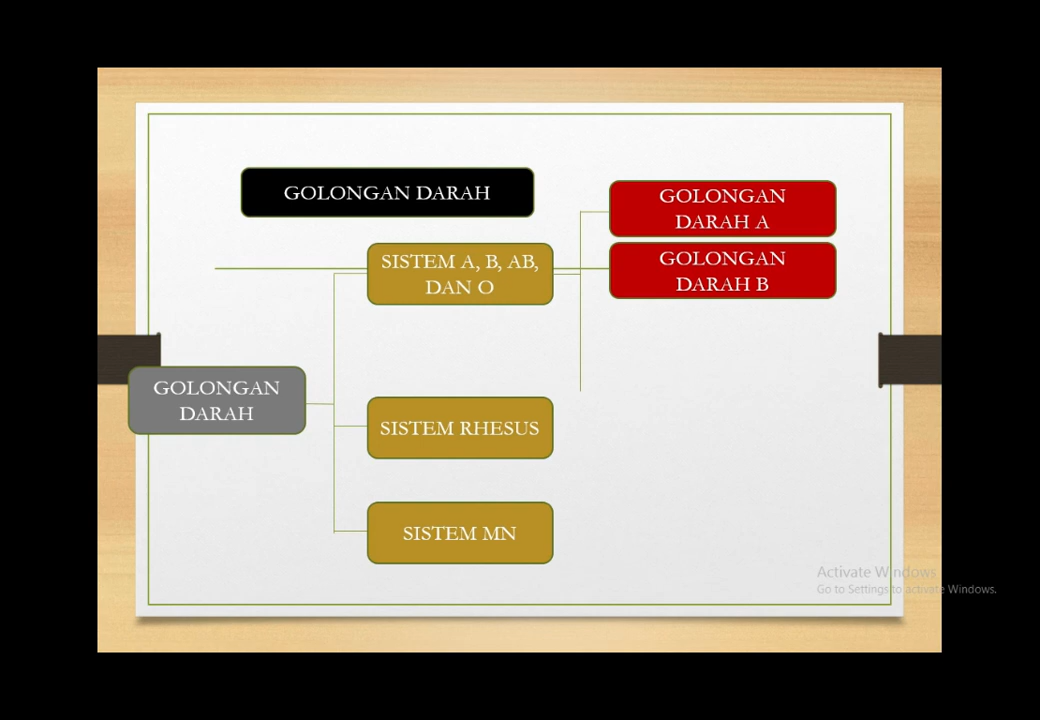 GOLONGAN DARAH
GOLONGAN
DARAH A
SISTEM A, B, AB,
DAN O
GOLONGAN
DARAH B
GOLONGAN
DARAH
SISTEM RHESUS
SISTEM MN
Activate Windows
Go to Settings to activate Windows.